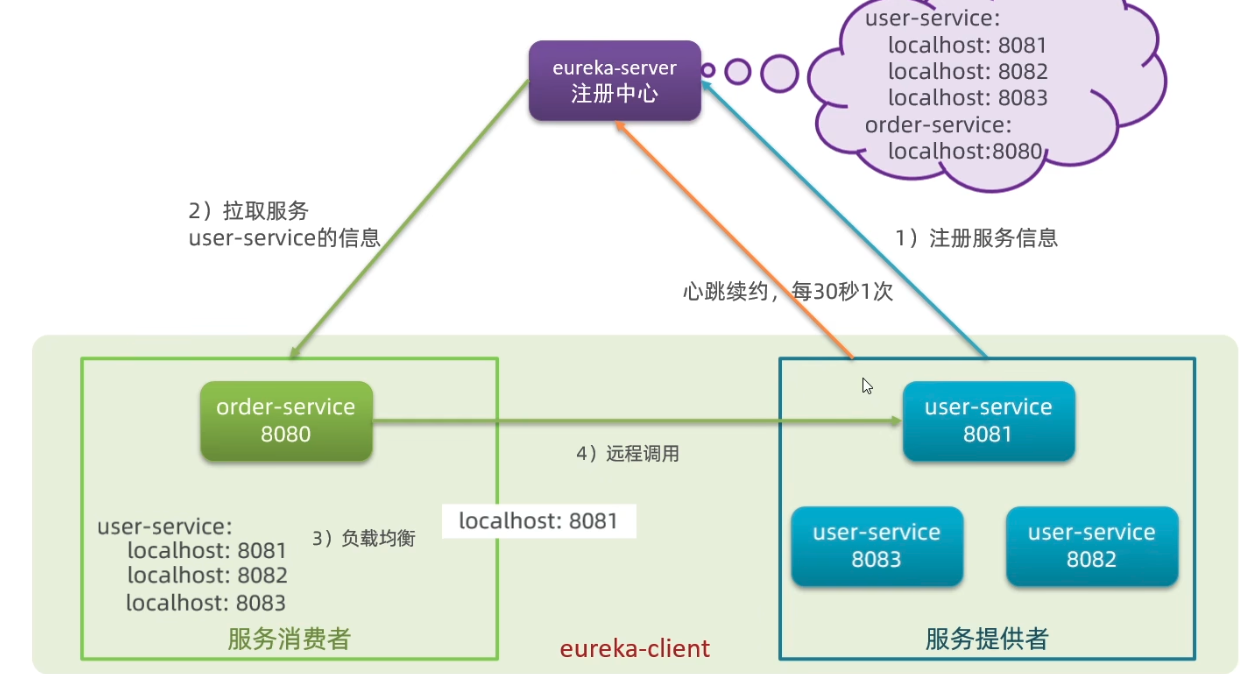 user-service:
localhost: 8081
localhost: 8082
localhost: 8083
order-service:
localhost:8080
eureka-server
注册中心
2）拉取服务
user-service的信息
1）注册服务信息
心跳续约，每30秒1次
order-service
8080
user-service
8081
4）远程调用
user-service:
localhost: 8081
localhost: 8082
localhost: 8083
3）负载均衡
localhost: 8081
user-service
8083
user-service
8082
服务消费者
eureka-client
服务提供者